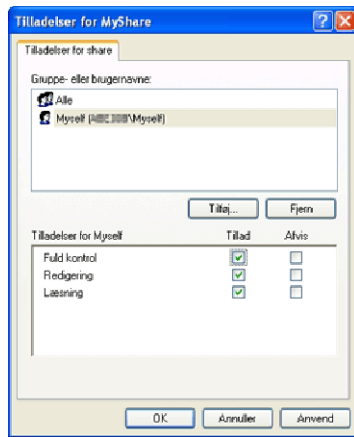 Tilladelser for MyShare
Tilladelser for share
Gruppe- eller brugernavne:
Alle
Myself (\Myself)
Tilføj... Fjern
Tilladelser for Myself Tillad Afvis
Fuld kontrol
Redigering
Læsning
OK Annuller Anvend